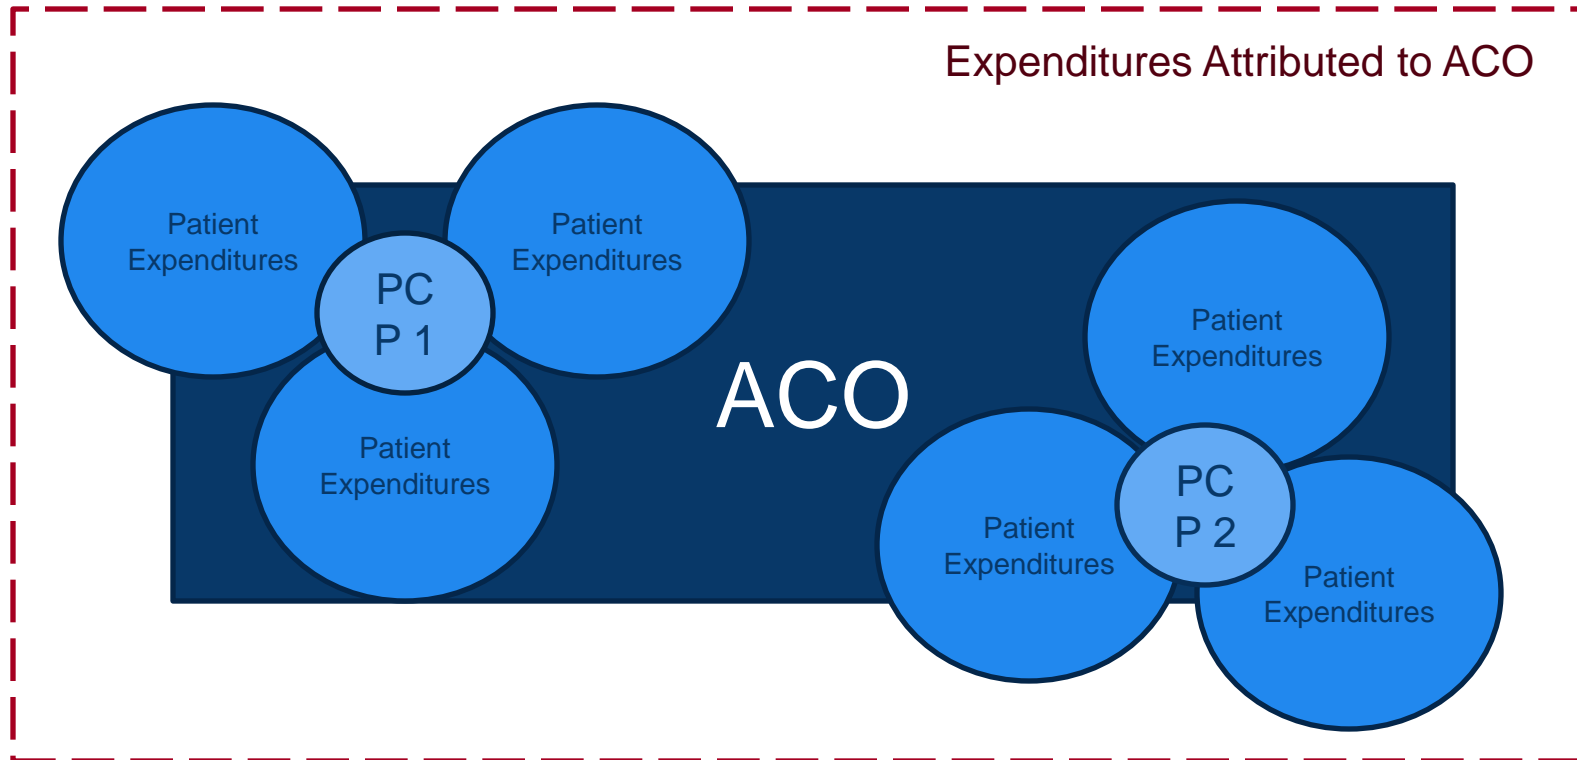 Expenditures Attributed to ACO
Patient
Expenditures
Patient
Expenditures
PC
P 1
Patient
Expenditures
ACO
Patient
Expenditures
PC
P 2
Patient
Expenditures
Patient
Expenditures